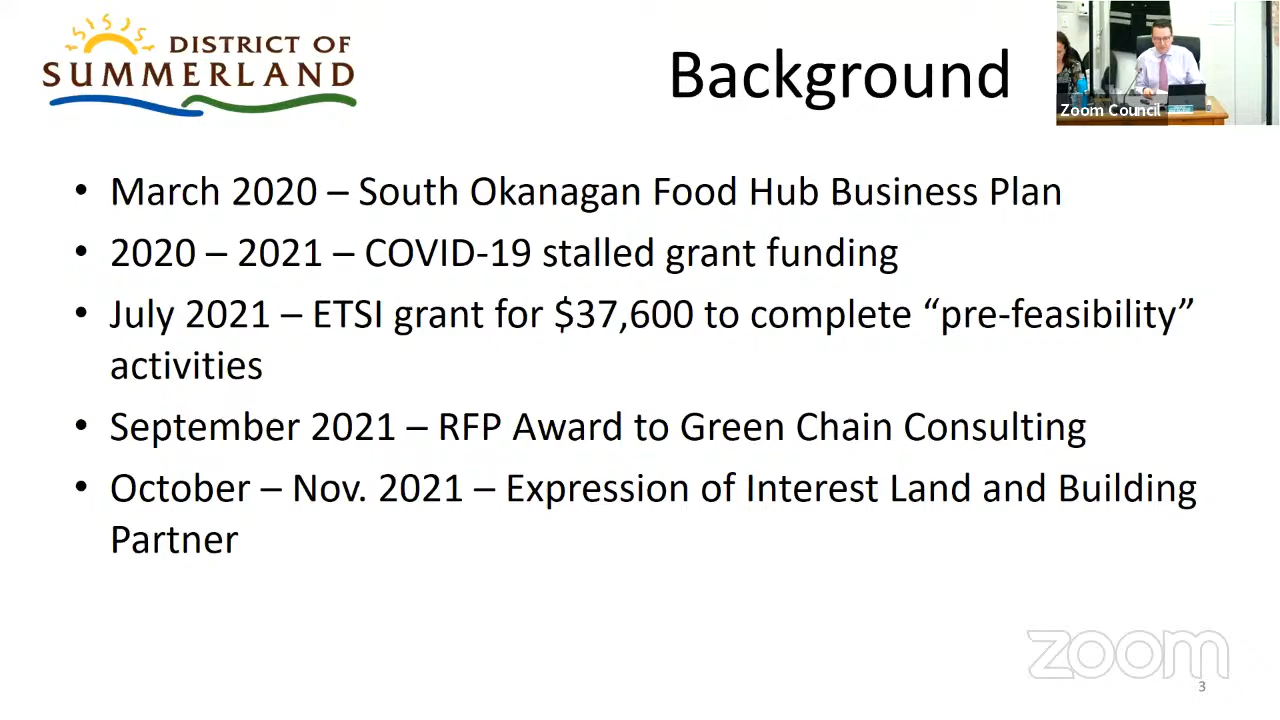 DISTRICT OF
SUMMERLAND
Background
Zoom Council
• March 2020 – South Okanagan Food Hub Business Plan
• 2020 – 2021 – COVID-19 stalled grant funding
• July 2021 – ETSI grant for $37,600 to complete “pre-feasibility”
activities
• September 2021 – RFP Award to Green Chain Consulting
• October – Nov. 2021 – Expression of Interest Land and Building
Partner
zoom
3